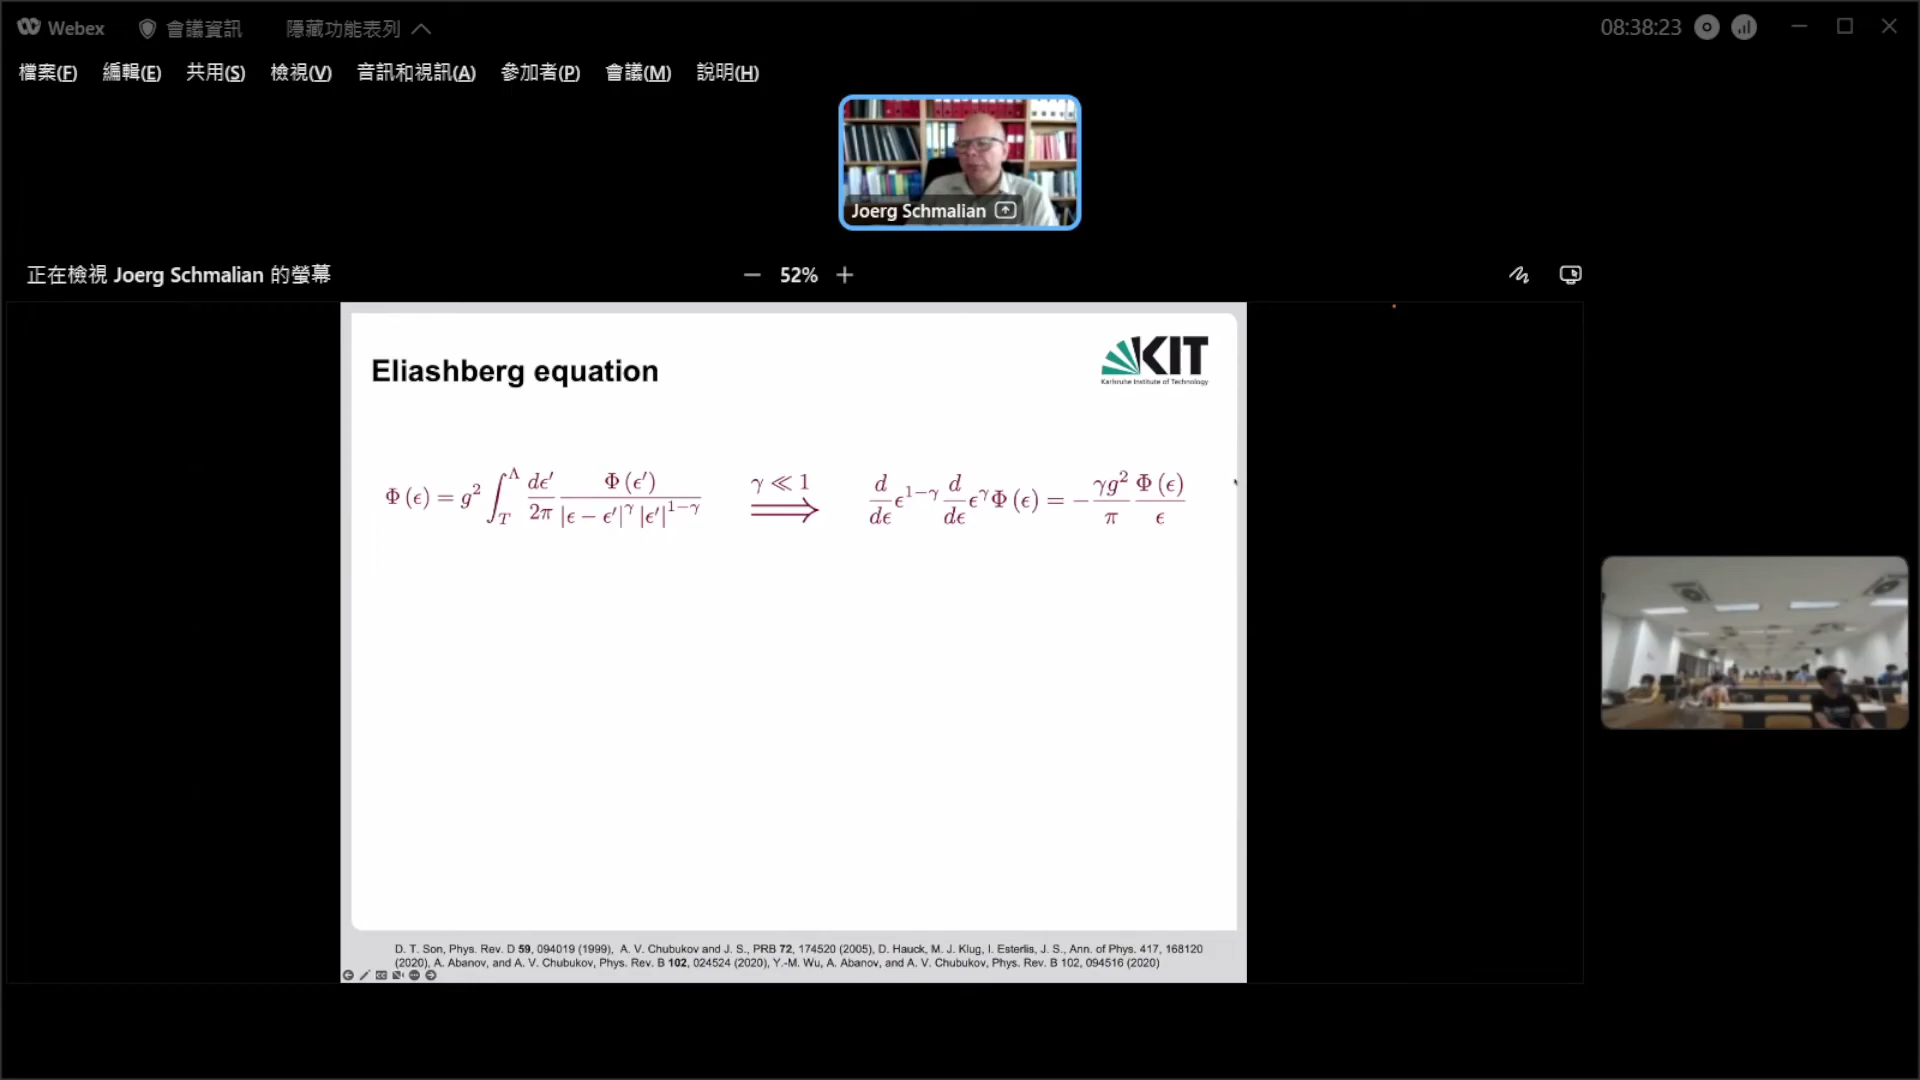 Webex 會議資訊 隱藏功能表列 08:38:23
檔案(F) 編輯(E) 共用(S) 檢視(V) 音訊和視訊(A) 參加者(P) 會議(M) 說明(H)
Joerg Schmalian
正在檢視 Joerg Schmalian 的螢幕 — 52% +
Eliashberg equation
KIT
Karlsruhe Institute of Technology
Φ(ϵ) = g² ∫_T^Λ dϵ′/2π Φ(ϵ′)/(|ϵ − ϵ′|^γ |ϵ′|^{1−γ}) γ ≪ 1 ⟹ d/dϵ ϵ^{1−γ} d/dϵ ϵ^γ Φ(ϵ) = − γg²/π Φ(ϵ)/ϵ
D. T. Son, Phys. Rev. D 59, 094019 (1999), A. V. Chubukov and J. S., PRB 72, 174520 (2005), D. Hauck, M. J. Klug, I. Esterlis, J. S., Ann. of Phys. 417, 168120
(2020), A. Abanov, and A. V. Chubukov, Phys. Rev. B 102, 024524 (2020), Y.-M. Wu, A. Abanov, and A. V. Chubukov, Phys. Rev. B 102, 094516 (2020)